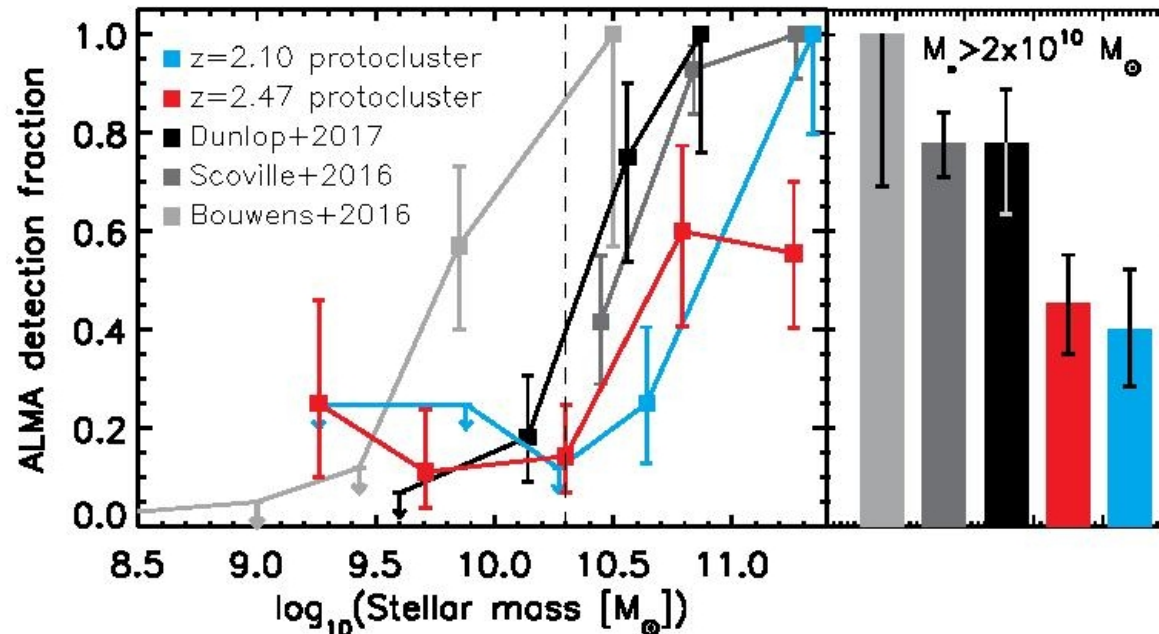 ALMA detection fraction
1.0
0.8
0.6
0.4
0.2
0.0
z=2.10 protocluster
z=2.47 protocluster
Dunlop+2017
Scoville+2016
Bouwens+2016
8.5 9.0 9.5 10.0 10.5 11.0
log₁₀(Stellar mass [M☉])
M⁎>2x10¹⁰ M☉